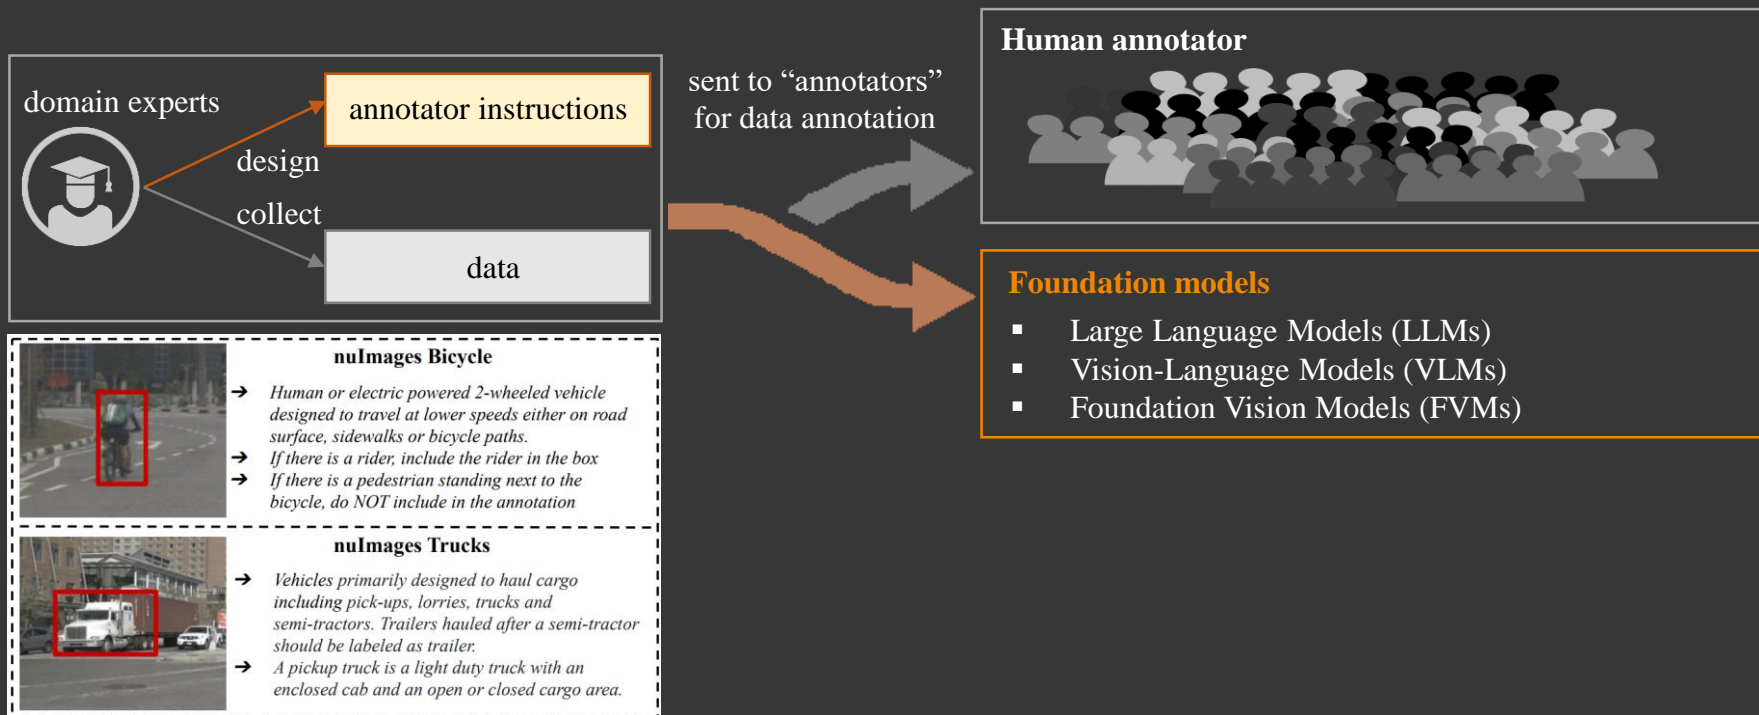 domain experts
annotator instructions
design
collect
data
sent to “annotators”
for data annotation
Human annotator
Foundation models
▪ Large Language Models (LLMs)
▪ Vision-Language Models (VLMs)
▪ Foundation Vision Models (FVMs)
nuImages Bicycle
➔ Human or electric powered 2-wheeled vehicle
designed to travel at lower speeds either on road
surface, sidewalks or bicycle paths.
➔ If there is a rider, include the rider in the box
➔ If there is a pedestrian standing next to the
bicycle, do NOT include in the annotation
nuImages Trucks
➔ Vehicles primarily designed to haul cargo
including pick-ups, lorries, trucks and
semi-tractors. Trailers hauled after a semi-tractor
should be labeled as trailer.
➔ A pickup truck is a light duty truck with an
enclosed cab and an open or closed cargo area.